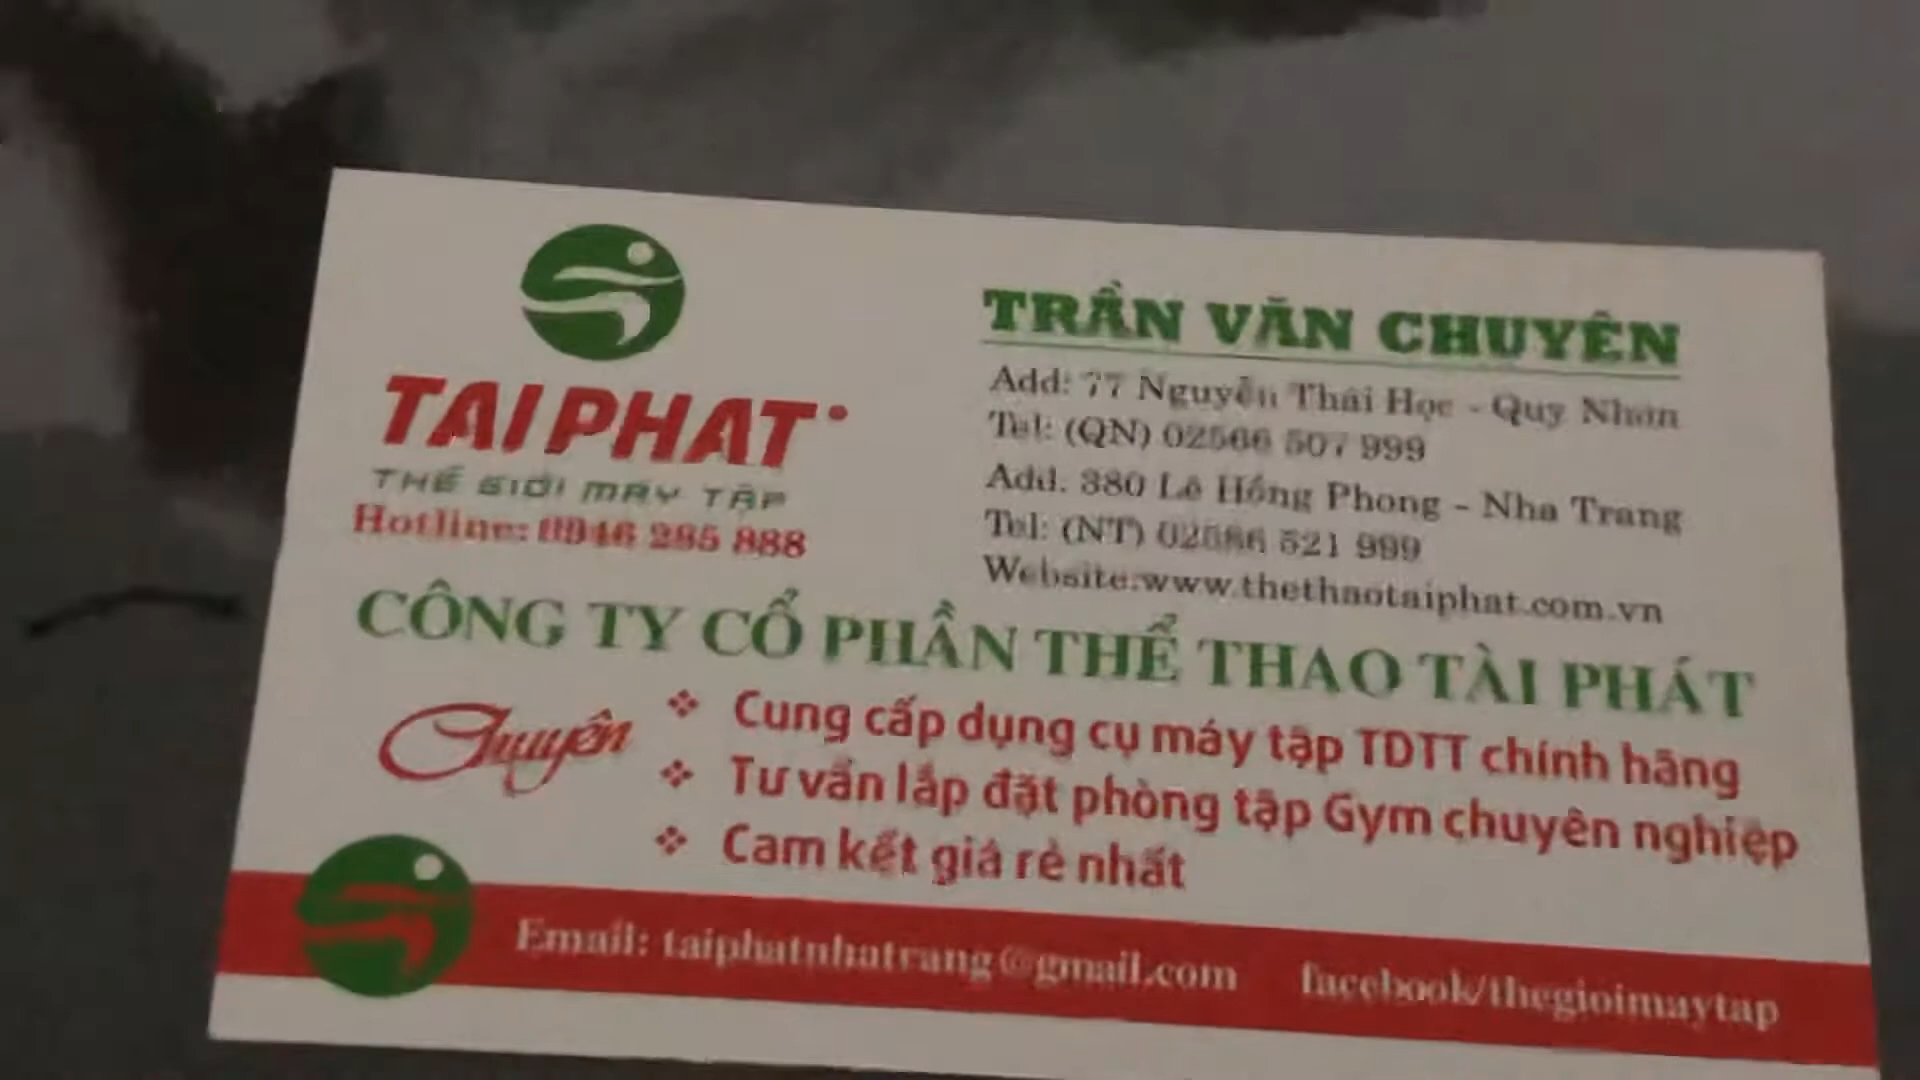 TAIPHAT
THẾ GIỚI MÁY TẬP
Hotline: 0946 285 888
TRẦN VĂN CHUYÊN
Add: 77 Nguyễn Thái Học - Quy Nhơn
Tel: (QN) 02566 507 999
Add: 380 Lê Hồng Phong - Nha Trang
Tel: (NT) 02586 521 999
Website:www.thethaotaiphat.com.vn
CÔNG TY CỔ PHẦN THỂ THAO TÀI PHÁT
Chuyên
❖ Cung cấp dụng cụ máy tập TDTT chính hãng
❖ Tư vấn lắp đặt phòng tập Gym chuyên nghiệp
❖ Cam kết giá rẻ nhất
Email: taiphatnhatrang@gmail.com facebook/thegioimaytap